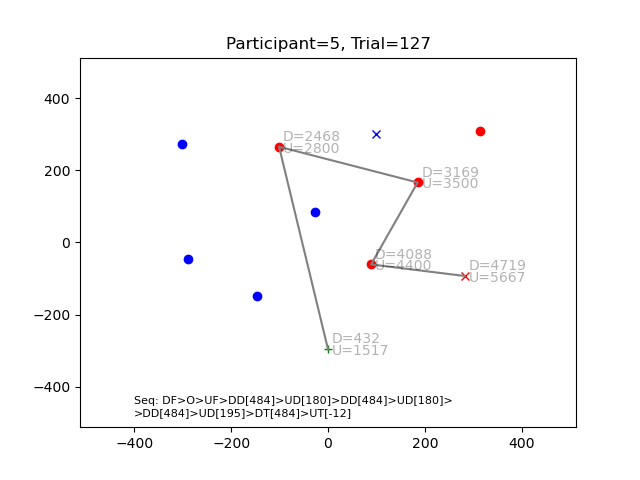 Participant=5, Trial=127
400
200
0
−200
−400
−400
−200
0
200
400
D=2468
U=2800
D=3169
U=3500
D=4088
U=4400
D=4719
U=5667
D=432
U=1517
Seq: DF>O>UF>DD[484]>UD[180]>DD[484]>UD[180]>
>DD[484]>UD[195]>DT[484]>UT[-12]